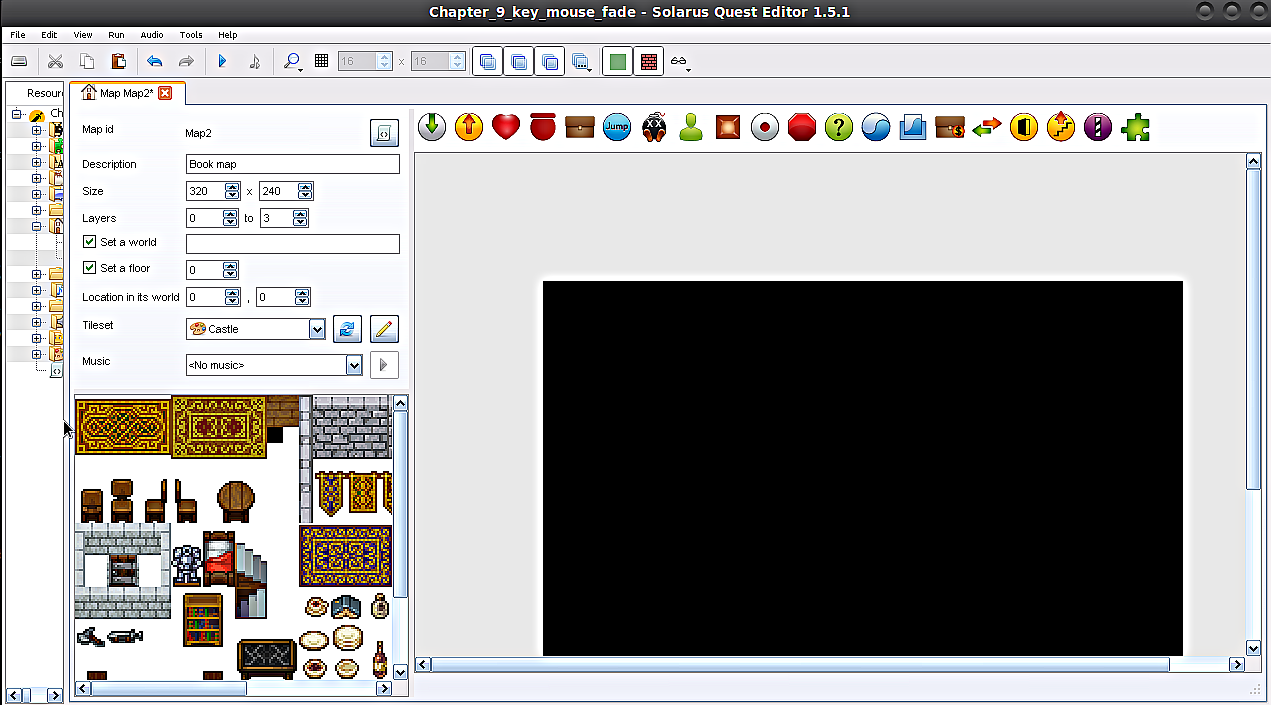 Chapter_9_key_mouse_fade - Solarus Quest Editor 1.5.1
File Edit View Run Audio Tools Help
16 x 16
Resour
Map Map2*
Ch
Map id Map2
Description Book map
Size 320 x 240
Layers 0 to 3
Set a world
Set a floor 0
Location in its world 0 , 0
Tileset Castle
Music <No music>
Jump
?
$